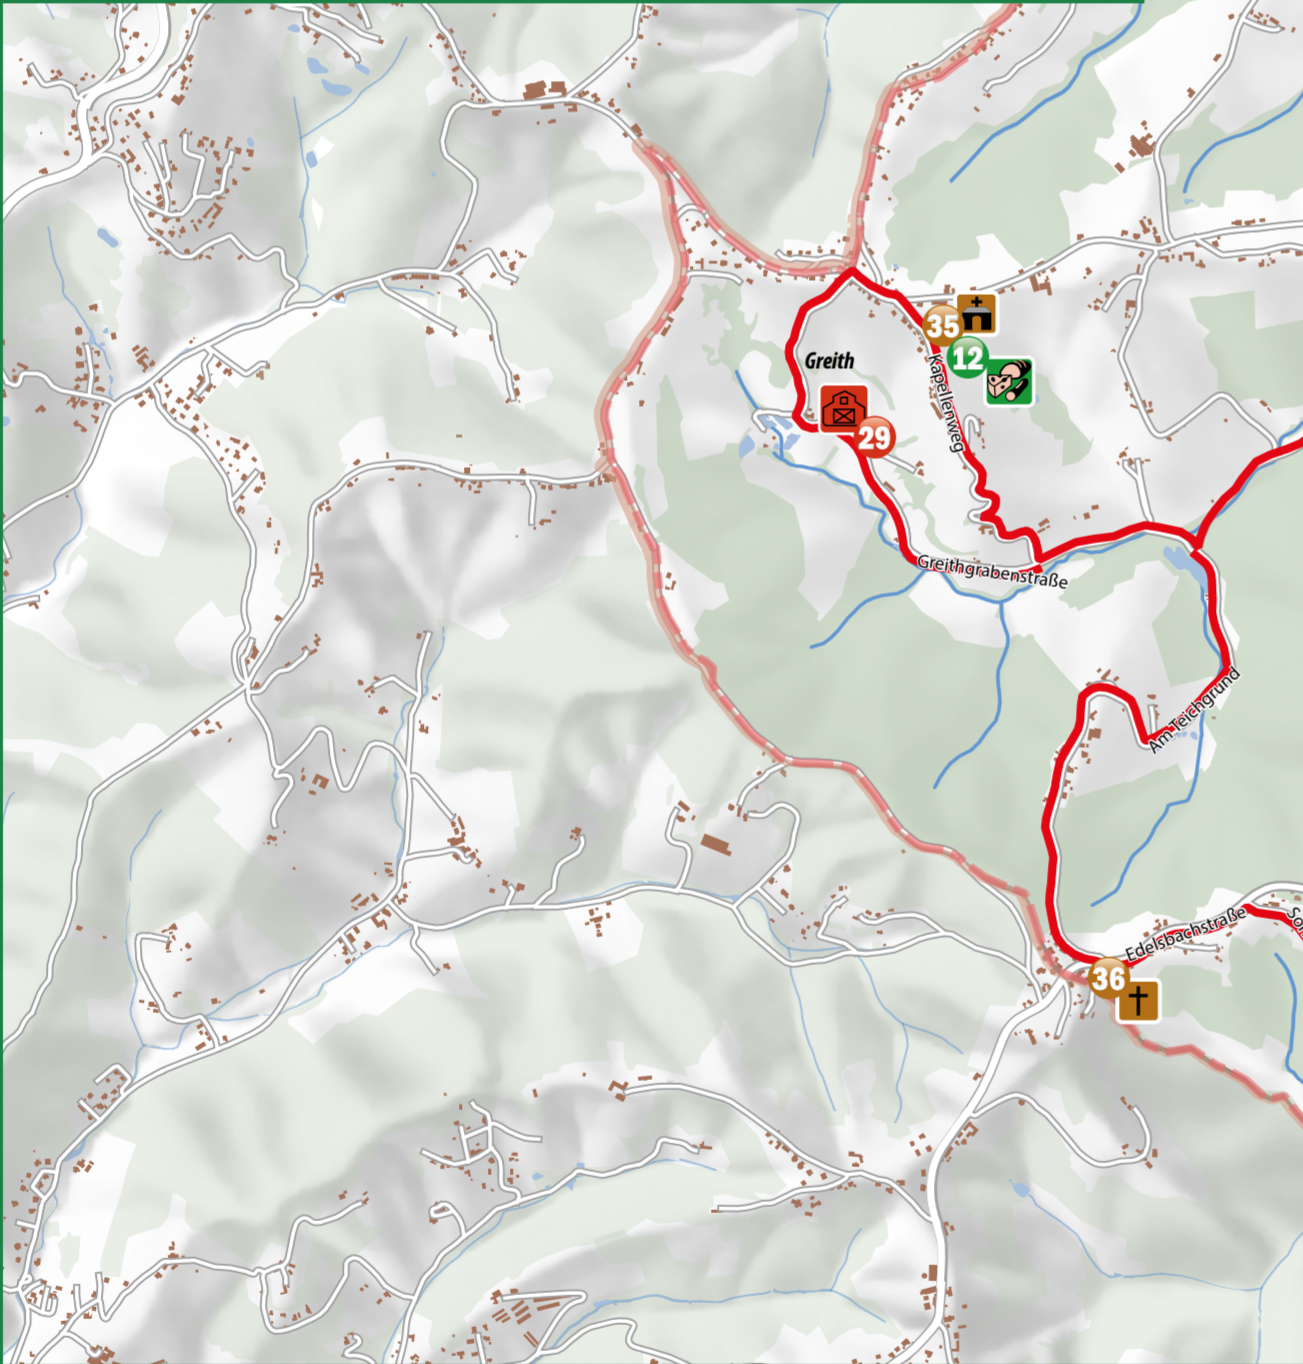 35
12
Greith
Kapellenweg
29
Greithgrabenstraße
Am Teichgrund
Edelsbachstraße
36